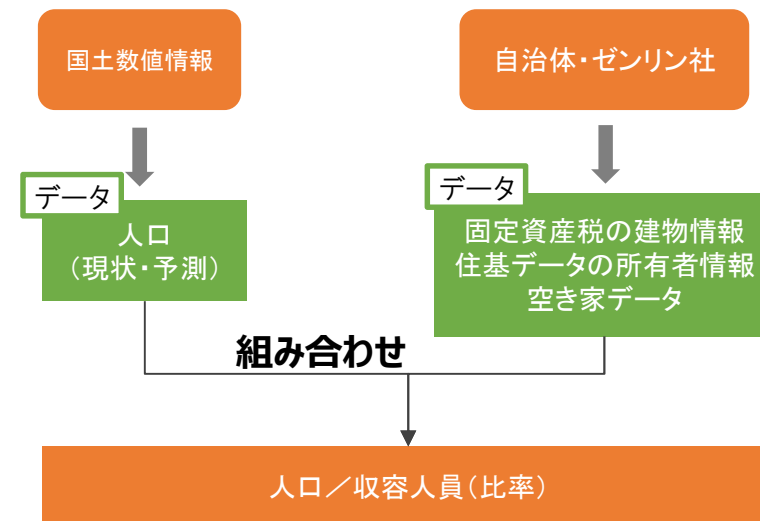 国土数値情報
自治体・ゼンリン社
データ
人口
（現状・予測）
データ
固定資産税の建物情報
住基データの所有者情報
空き家データ
組み合わせ
人口／収容人員（比率）